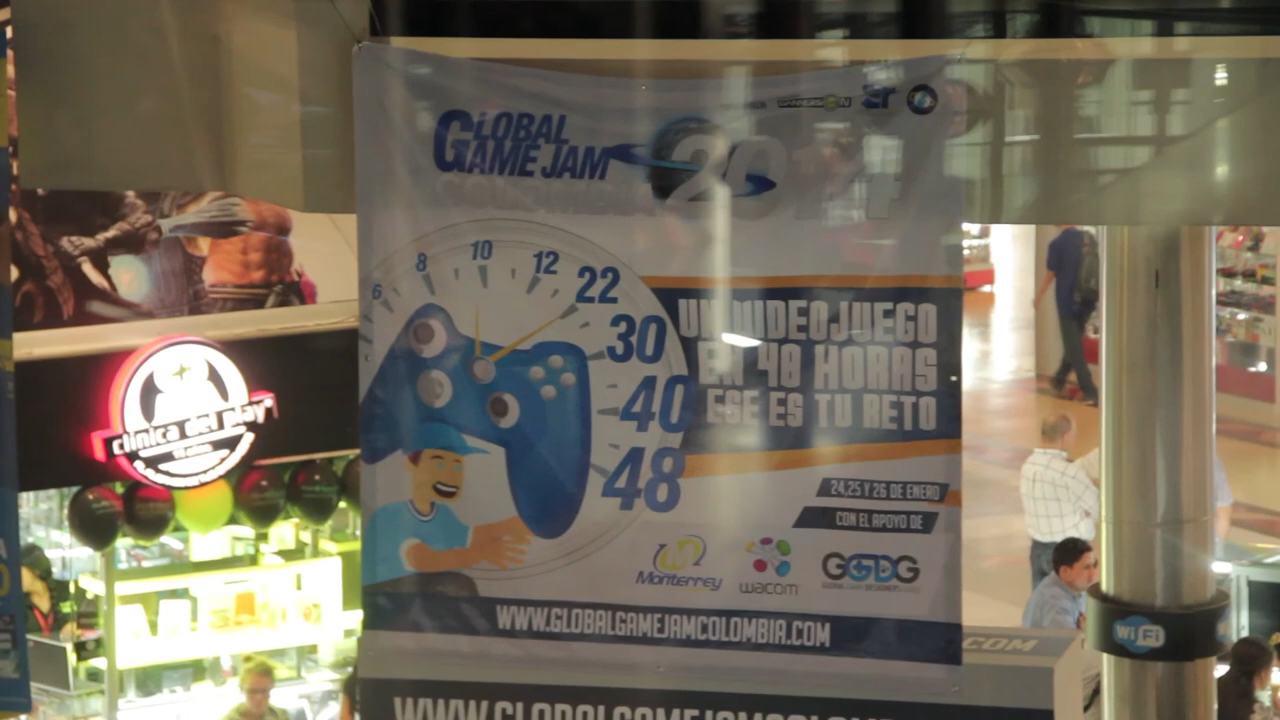 GLOBAL
GAME JAM
2014
COLOMBIA
6 8 10 12 22
30
40
48
UN VIDEOJUEGO
EN 48 HORAS
ESE ES TU RETO
24,25 Y 26 DE ENERO
CON EL APOYO DE
Monterrey
wacom
GGDG
WWW.GLOBALGAMEJAMCOLOMBIA.COM
clínica del play
WiFi
COM